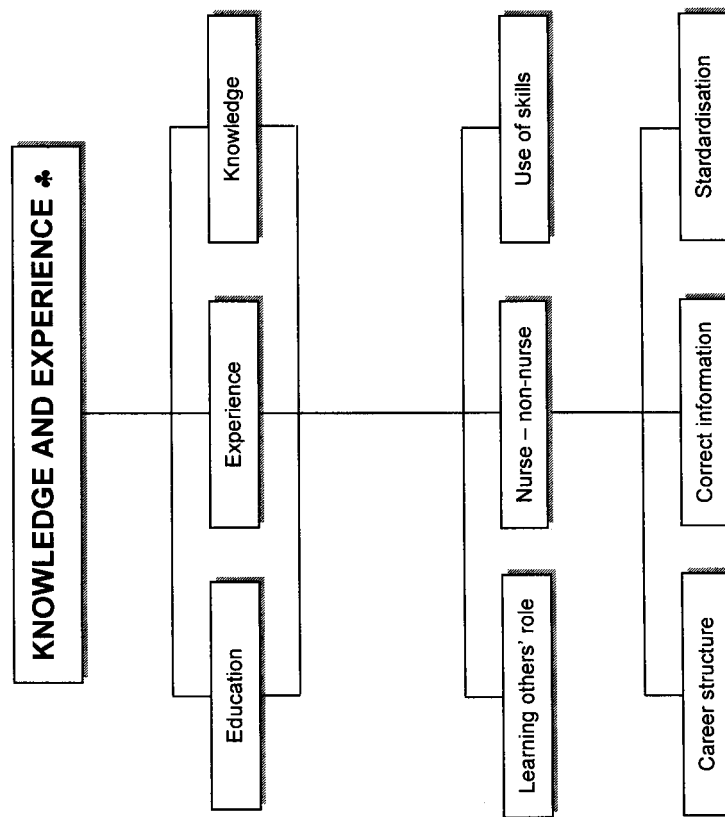 KNOWLEDGE AND EXPERIENCE ♣
Education
Experience
Knowledge
Learning others' role
Nurse – non-nurse
Use of skills
Career structure
Correct information
Stardardisation